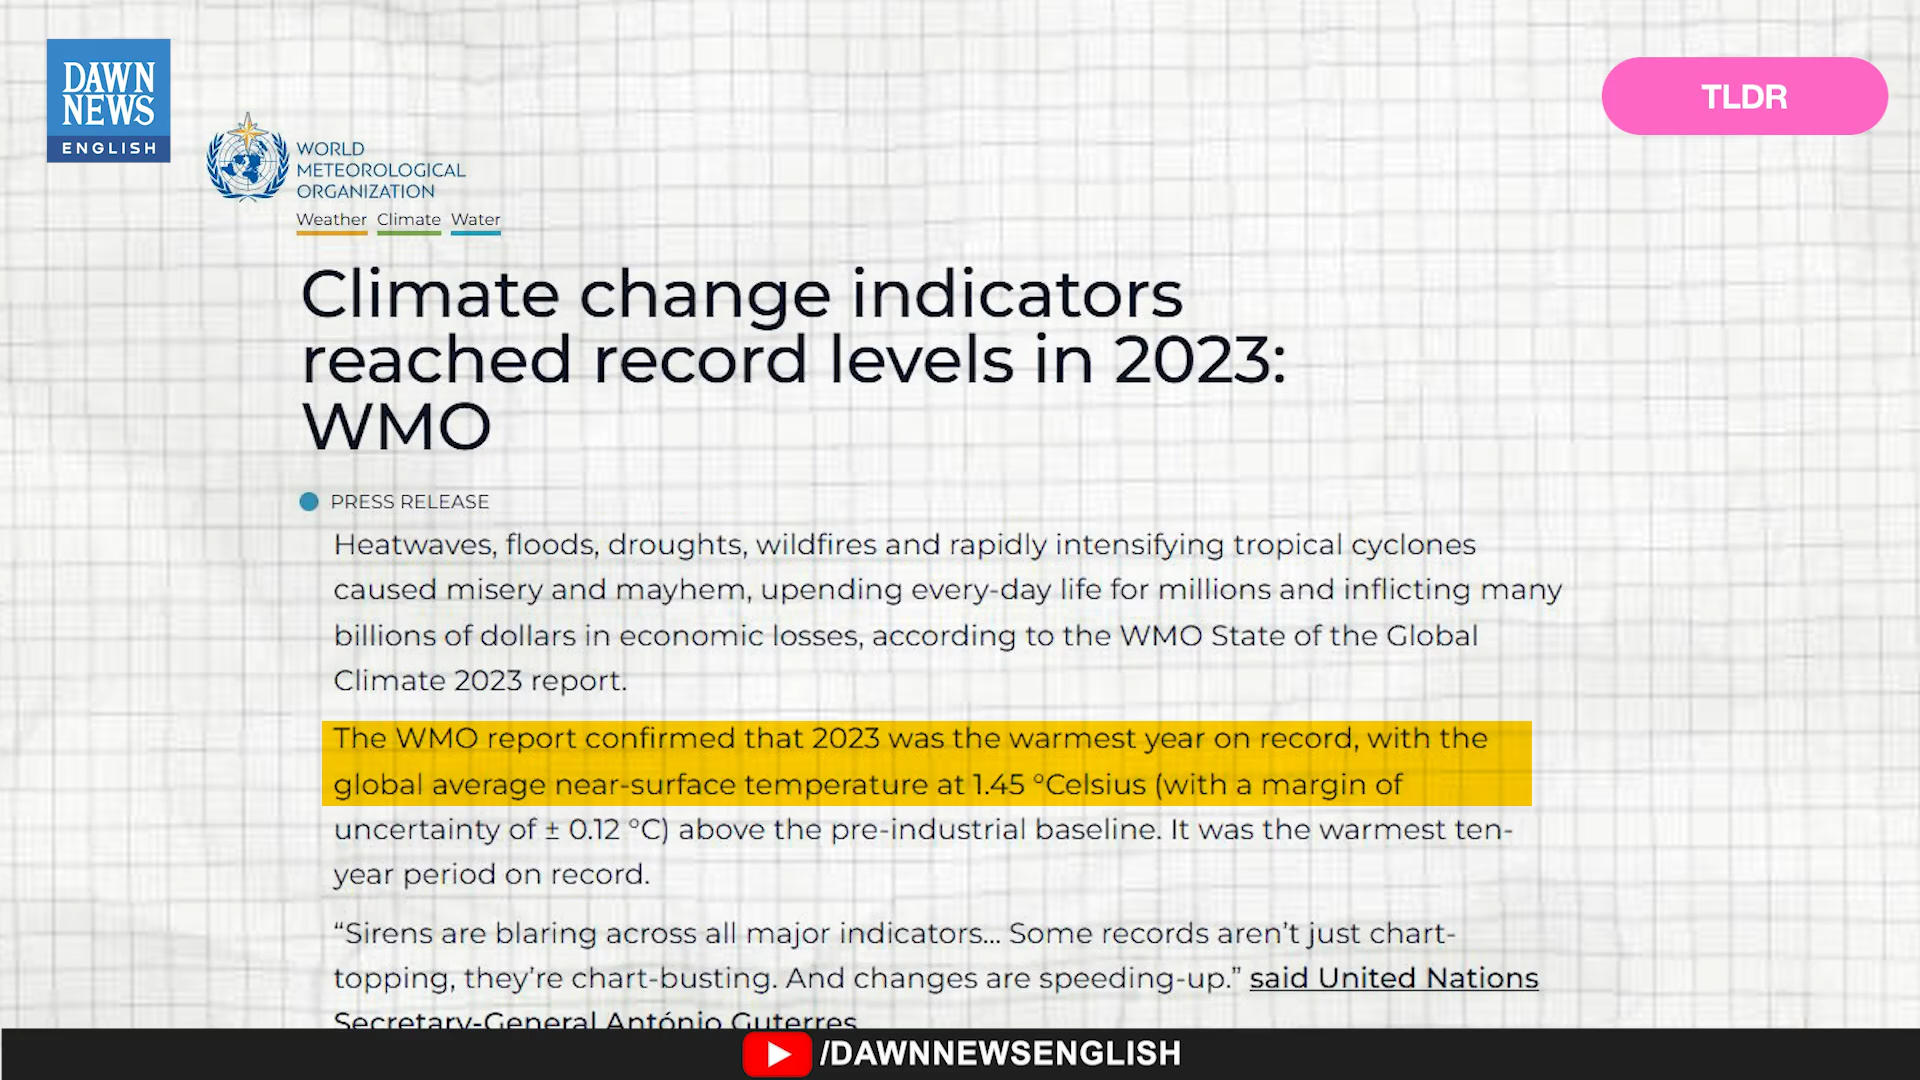 DAWN
NEWS
ENGLISH
TLDR
WORLD
METEOROLOGICAL
ORGANIZATION
Weather Climate Water
Climate change indicators
reached record levels in 2023:
WMO
PRESS RELEASE
Heatwaves, floods, droughts, wildfires and rapidly intensifying tropical cyclones
caused misery and mayhem, upending every-day life for millions and inflicting many
billions of dollars in economic losses, according to the WMO State of the Global
Climate 2023 report.
The WMO report confirmed that 2023 was the warmest year on record, with the
global average near-surface temperature at 1.45 °Celsius (with a margin of
uncertainty of ± 0.12 °C) above the pre-industrial baseline. It was the warmest ten-
year period on record.
“Sirens are blaring across all major indicators... Some records aren’t just chart-
topping, they’re chart-busting. And changes are speeding-up.” said United Nations
Secretary-General António Guterres
/DAWNNEWSENGLISH